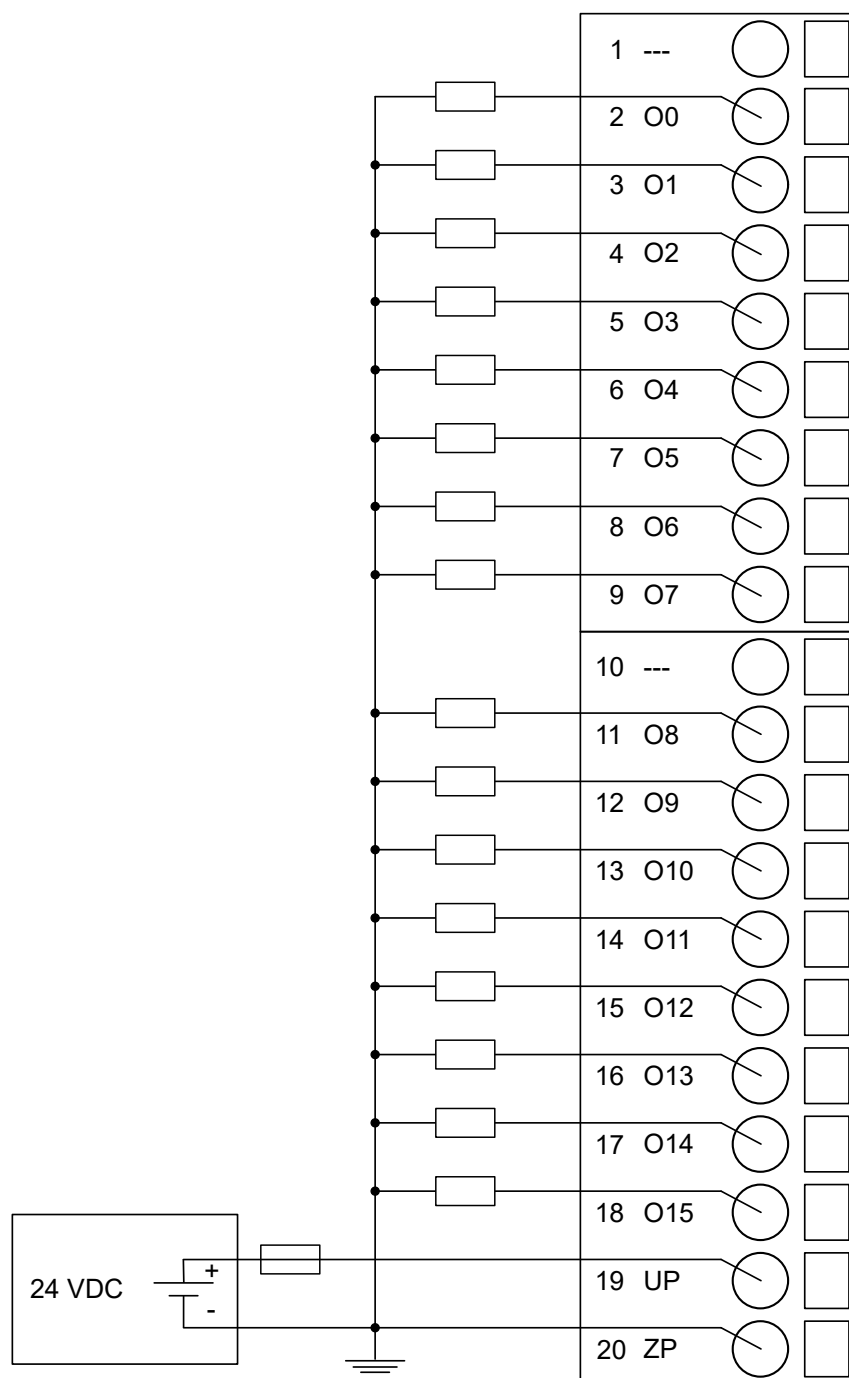 1 ---
2 O0
3 O1
4 O2
5 O3
6 O4
7 O5
8 O6
9 O7
10 ---
11 O8
12 O9
13 O10
14 O11
15 O12
16 O13
17 O14
18 O15
24 VDC
+
-
19 UP
20 ZP